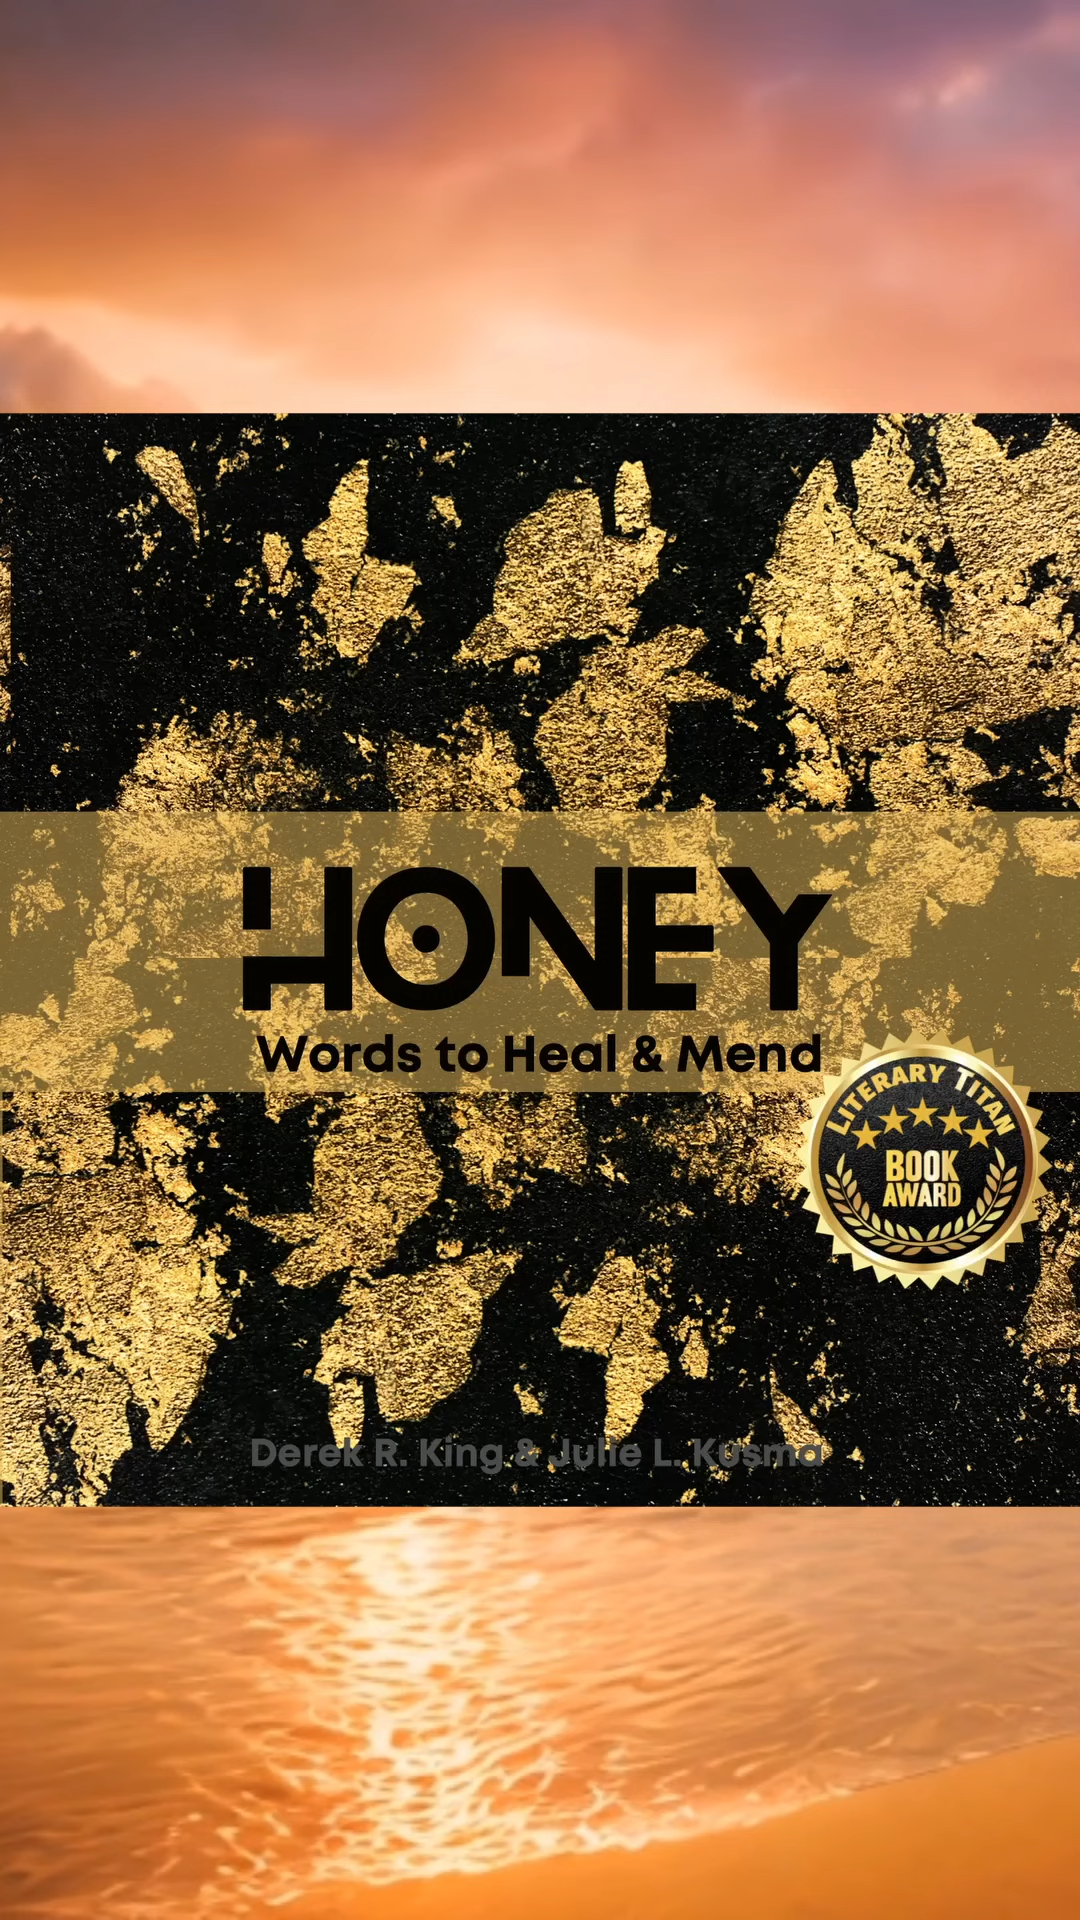 HONEY
Words to Heal & Mend
LITERARY TITAN
BOOK
AWARD
Derek R. King & Julie L. Kusma